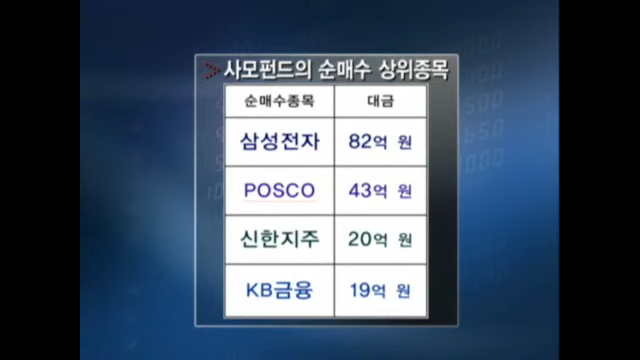 사모펀드의 순매수 상위종목
순매수종목 대금
삼성전자 82억 원
POSCO 43억 원
신한지주 20억 원
KB금융 19억 원